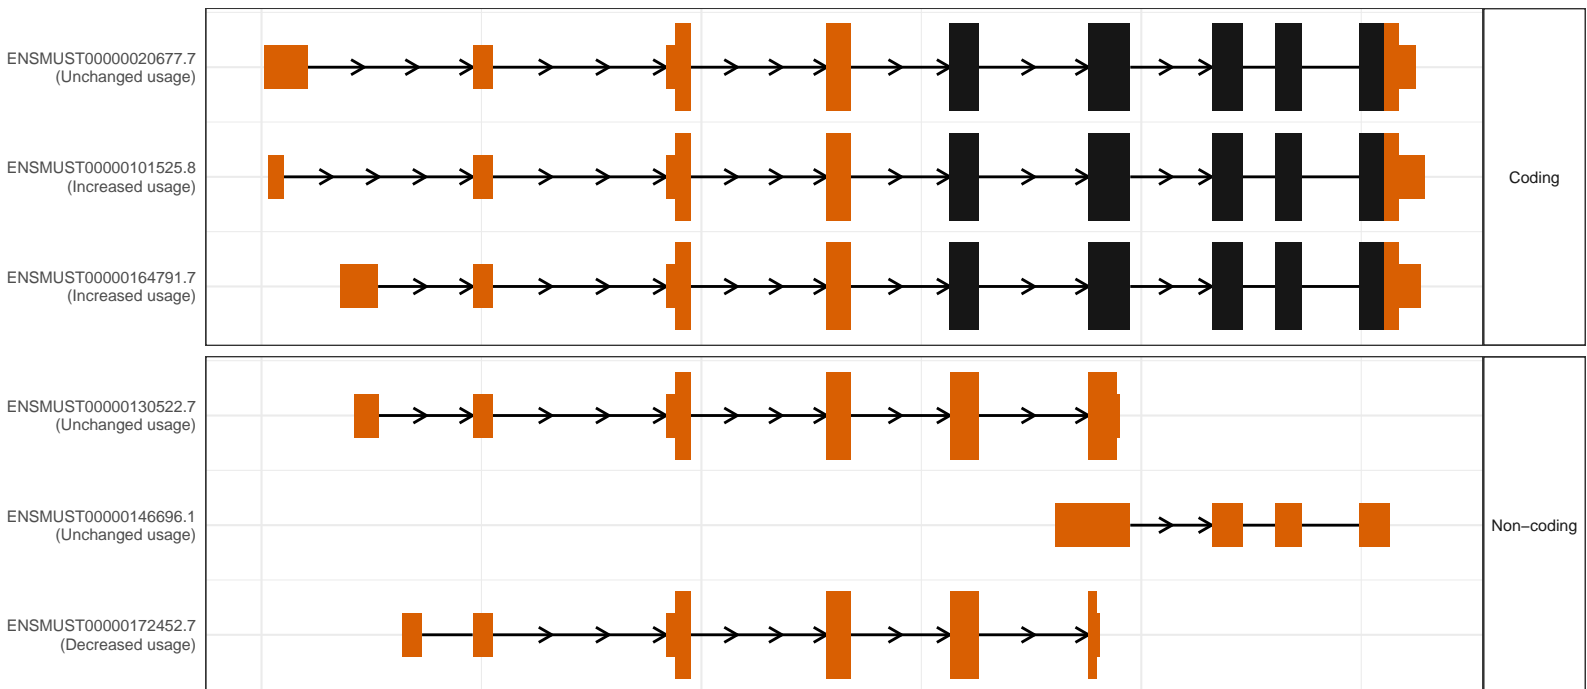 ENSMUST00000020677.7
(Unchanged usage)
ENSMUST00000101525.8
(Increased usage)
Coding
ENSMUST00000164791.7
(Increased usage)
ENSMUST00000130522.7
(Unchanged usage)
ENSMUST00000146696.1
(Unchanged usage)
Non−coding
ENSMUST00000172452.7
(Decreased usage)